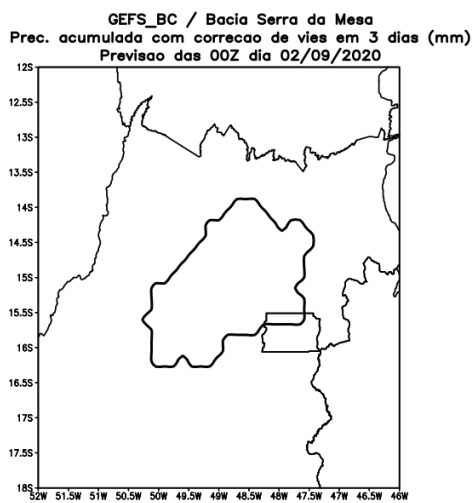 GEFS_BC / Bacia Serra da Mesa
Prec. acumulada com correcao de vies em 3 dias (mm)
Previsao das 00Z dia 02/09/2020
12S
12.5S
13S
13.5S
14S
14.5S
15S
15.5S
16S
16.5S
17S
17.5S
18S
52W 51.5W 51W 50.5W 50W 49.5W 49W 48.5W 48W 47.5W 47W 46.5W 46W